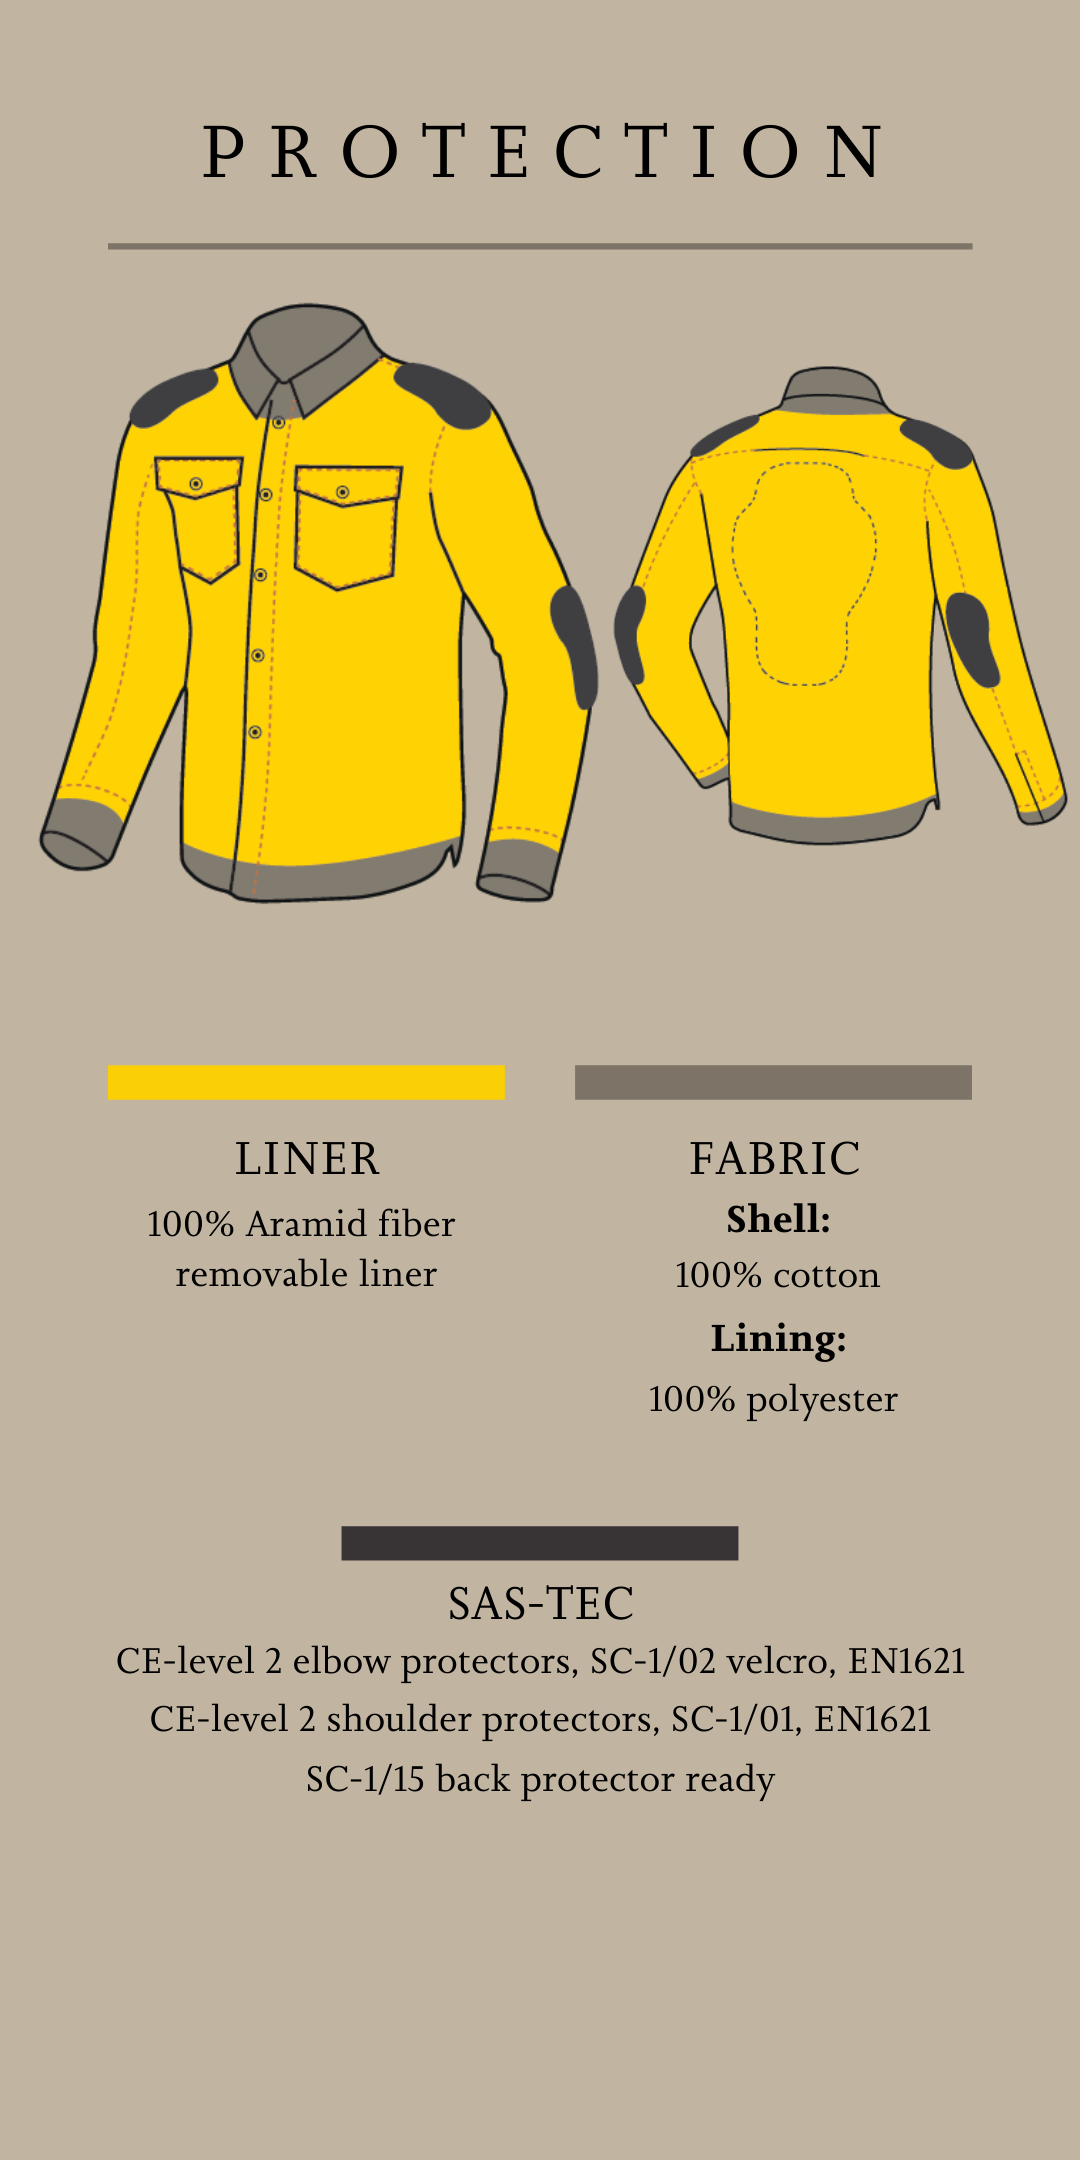 PROTECTION
LINER
100% Aramid fiber
removable liner
FABRIC
Shell:
100% cotton
Lining:
100% polyester
SAS-TEC
CE-level 2 elbow protectors, SC-1/02 velcro, EN1621
CE-level 2 shoulder protectors, SC-1/01, EN1621
SC-1/15 back protector ready